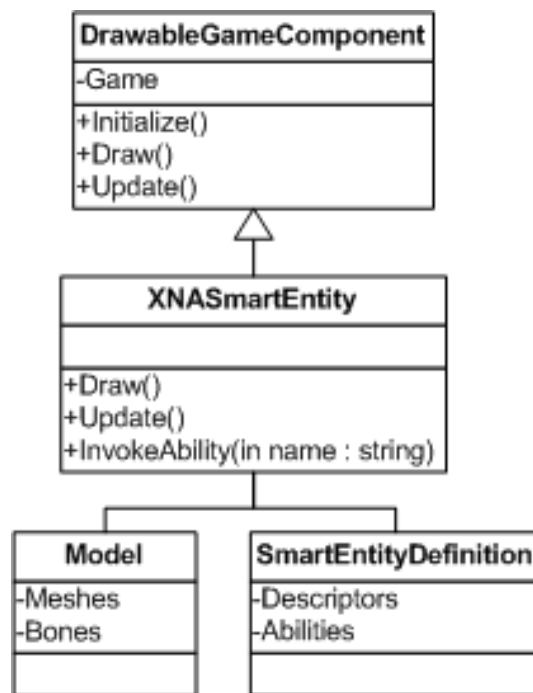 DrawableGameComponent
-Game
+Initialize()
+Draw()
+Update()
XNASmartEntity
+Draw()
+Update()
+InvokeAbility(in name : string)
Model
-Meshes
-Bones
SmartEntityDefinition
-Descriptors
-Abilities